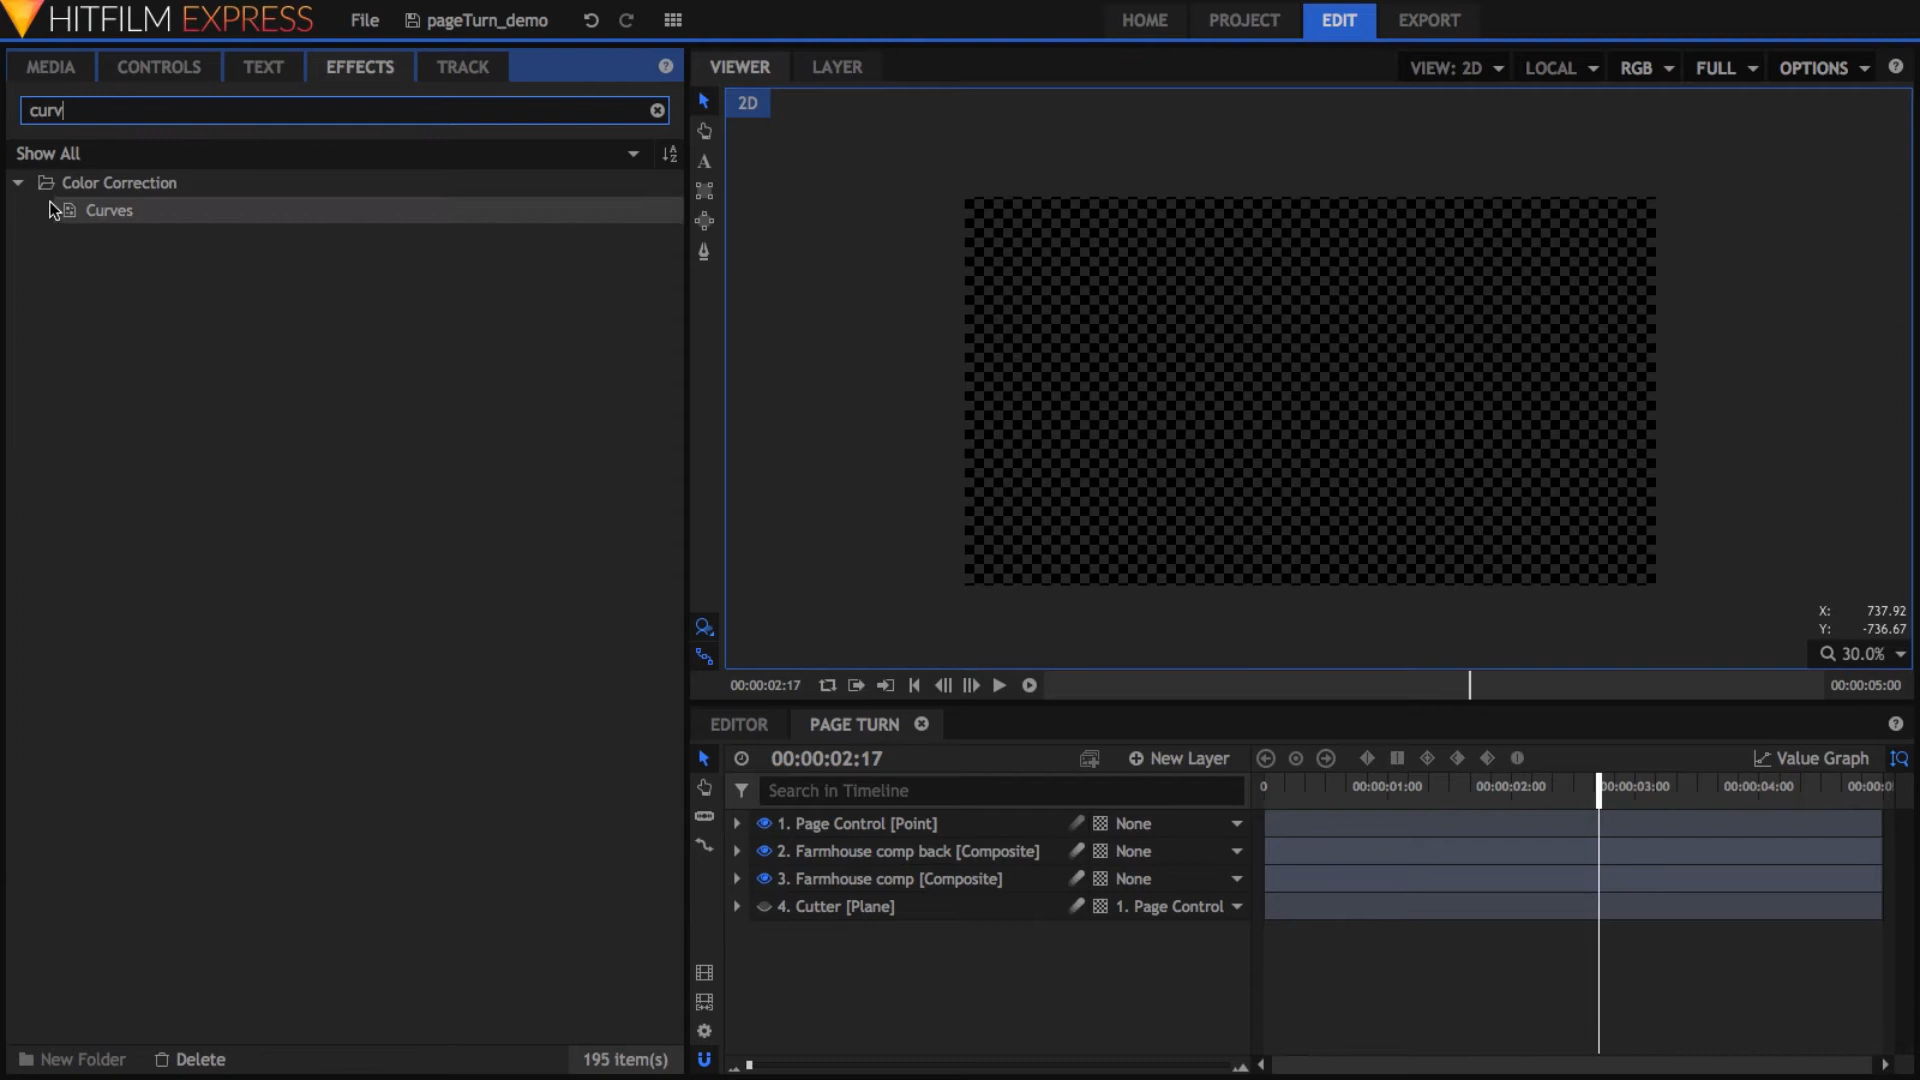 HITFILM EXPRESS
File
pageTurn_demo
HOME
PROJECT
EDIT
EXPORT
MEDIA
CONTROLS
TEXT
EFFECTS
TRACK
VIEWER
LAYER
VIEW: 2D
LOCAL
RGB
FULL
OPTIONS
curv
2D
Show All
Color Correction
Curves
X: 737.92
Y: -736.67
30.0%
00:00:02:17
00:00:05:00
EDITOR
PAGE TURN
00:00:02:17
New Layer
Value Graph
Search in Timeline
0
00:00:01:00
00:00:02:00
00:00:03:00
00:00:04:00
1. Page Control [Point]
None
2. Farmhouse comp back [Composite]
None
3. Farmhouse comp [Composite]
None
4. Cutter [Plane]
1. Page Control
New Folder
Delete
195 item(s)